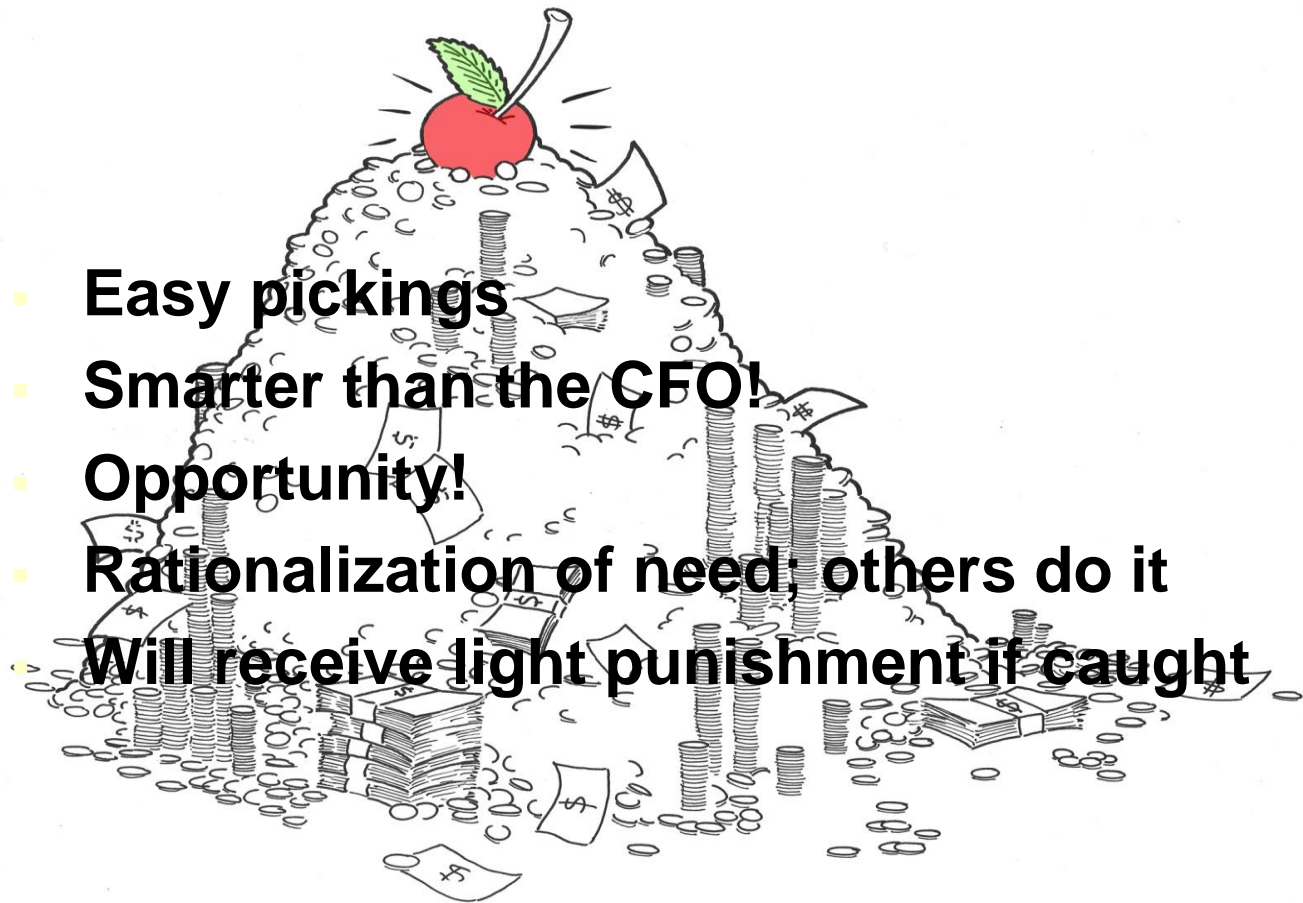 Easy pickings
Smarter than the CFO!
Opportunity!
Rationalization of need; others do it
Will receive light punishment if caught